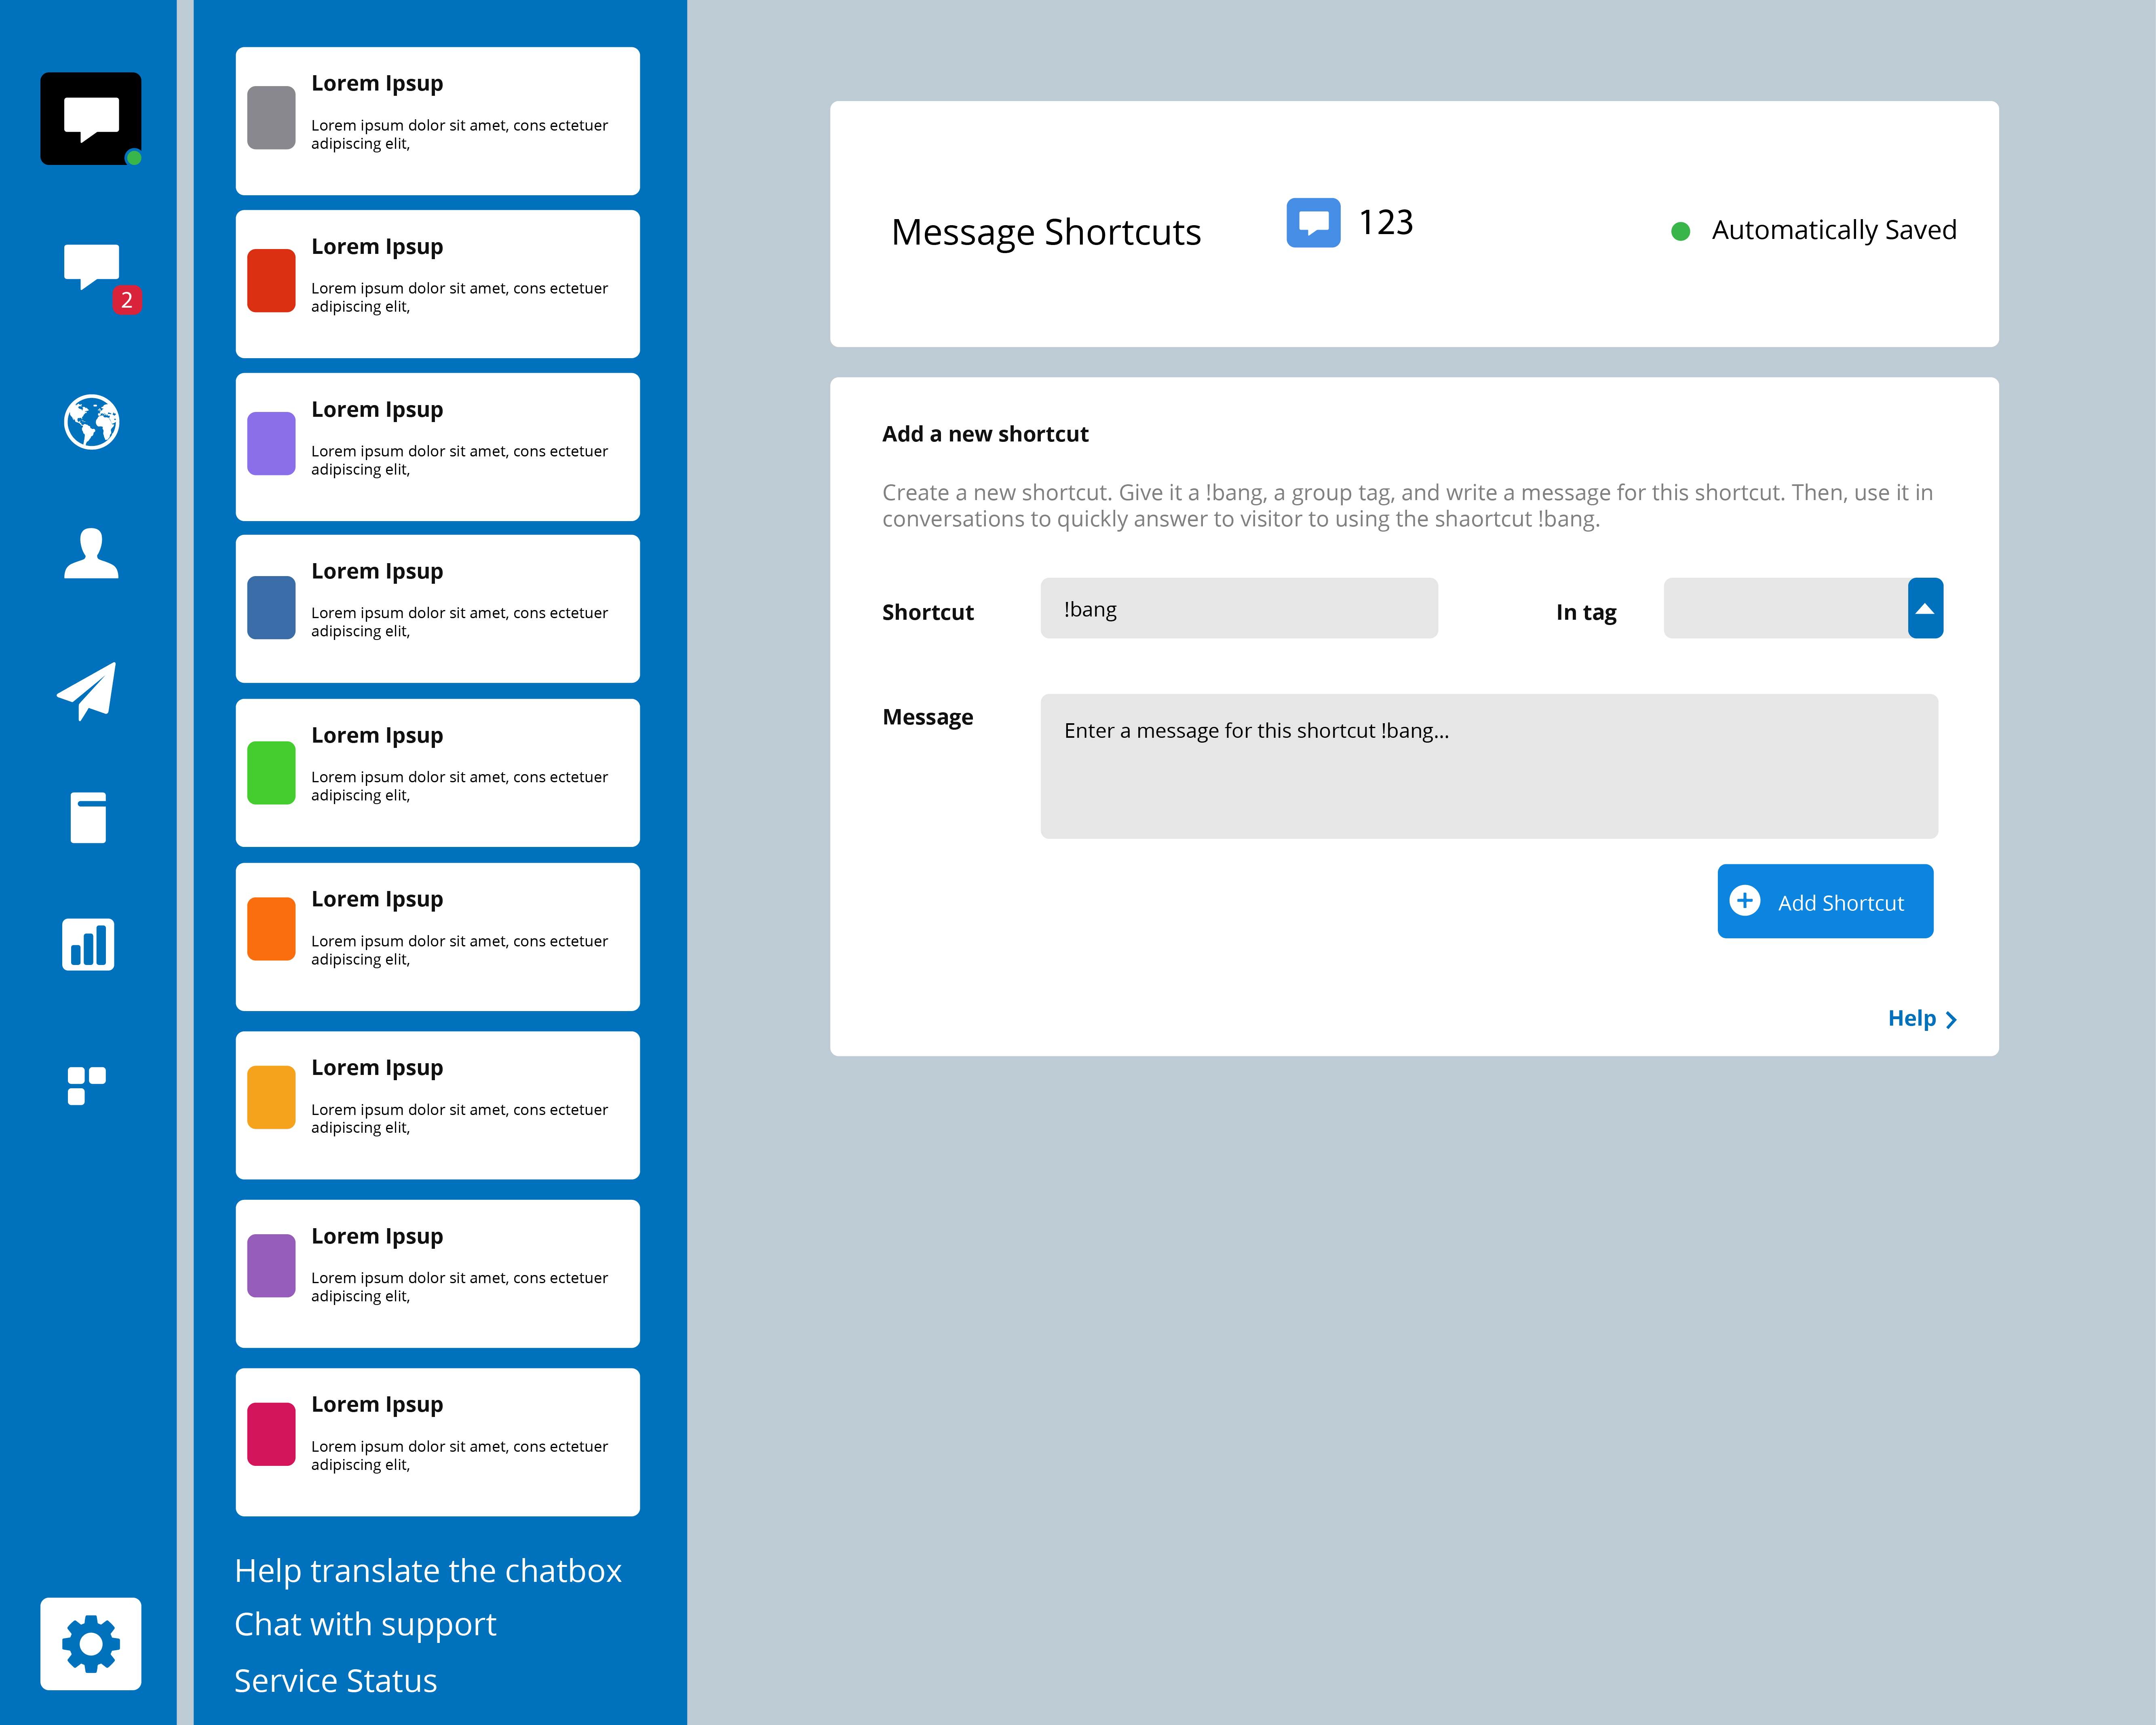 2
Lorem Ipsup
Lorem ipsum dolor sit amet, cons ectetuer
adipiscing elit,
Lorem Ipsup
Lorem ipsum dolor sit amet, cons ectetuer
adipiscing elit,
Lorem Ipsup
Lorem ipsum dolor sit amet, cons ectetuer
adipiscing elit,
Lorem Ipsup
Lorem ipsum dolor sit amet, cons ectetuer
adipiscing elit,
Lorem Ipsup
Lorem ipsum dolor sit amet, cons ectetuer
adipiscing elit,
Lorem Ipsup
Lorem ipsum dolor sit amet, cons ectetuer
adipiscing elit,
Lorem Ipsup
Lorem ipsum dolor sit amet, cons ectetuer
adipiscing elit,
Lorem Ipsup
Lorem ipsum dolor sit amet, cons ectetuer
adipiscing elit,
Lorem Ipsup
Lorem ipsum dolor sit amet, cons ectetuer
adipiscing elit,
Help translate the chatbox
Chat with support
Service Status
Message Shortcuts 123 Automatically Saved
Add a new shortcut
Create a new shortcut. Give it a !bang, a group tag, and write a message for this shortcut. Then, use it in
conversations to quickly answer to visitor to using the shaortcut !bang.
Shortcut !bang In tag
Message Enter a message for this shortcut !bang...
Add Shortcut
Help